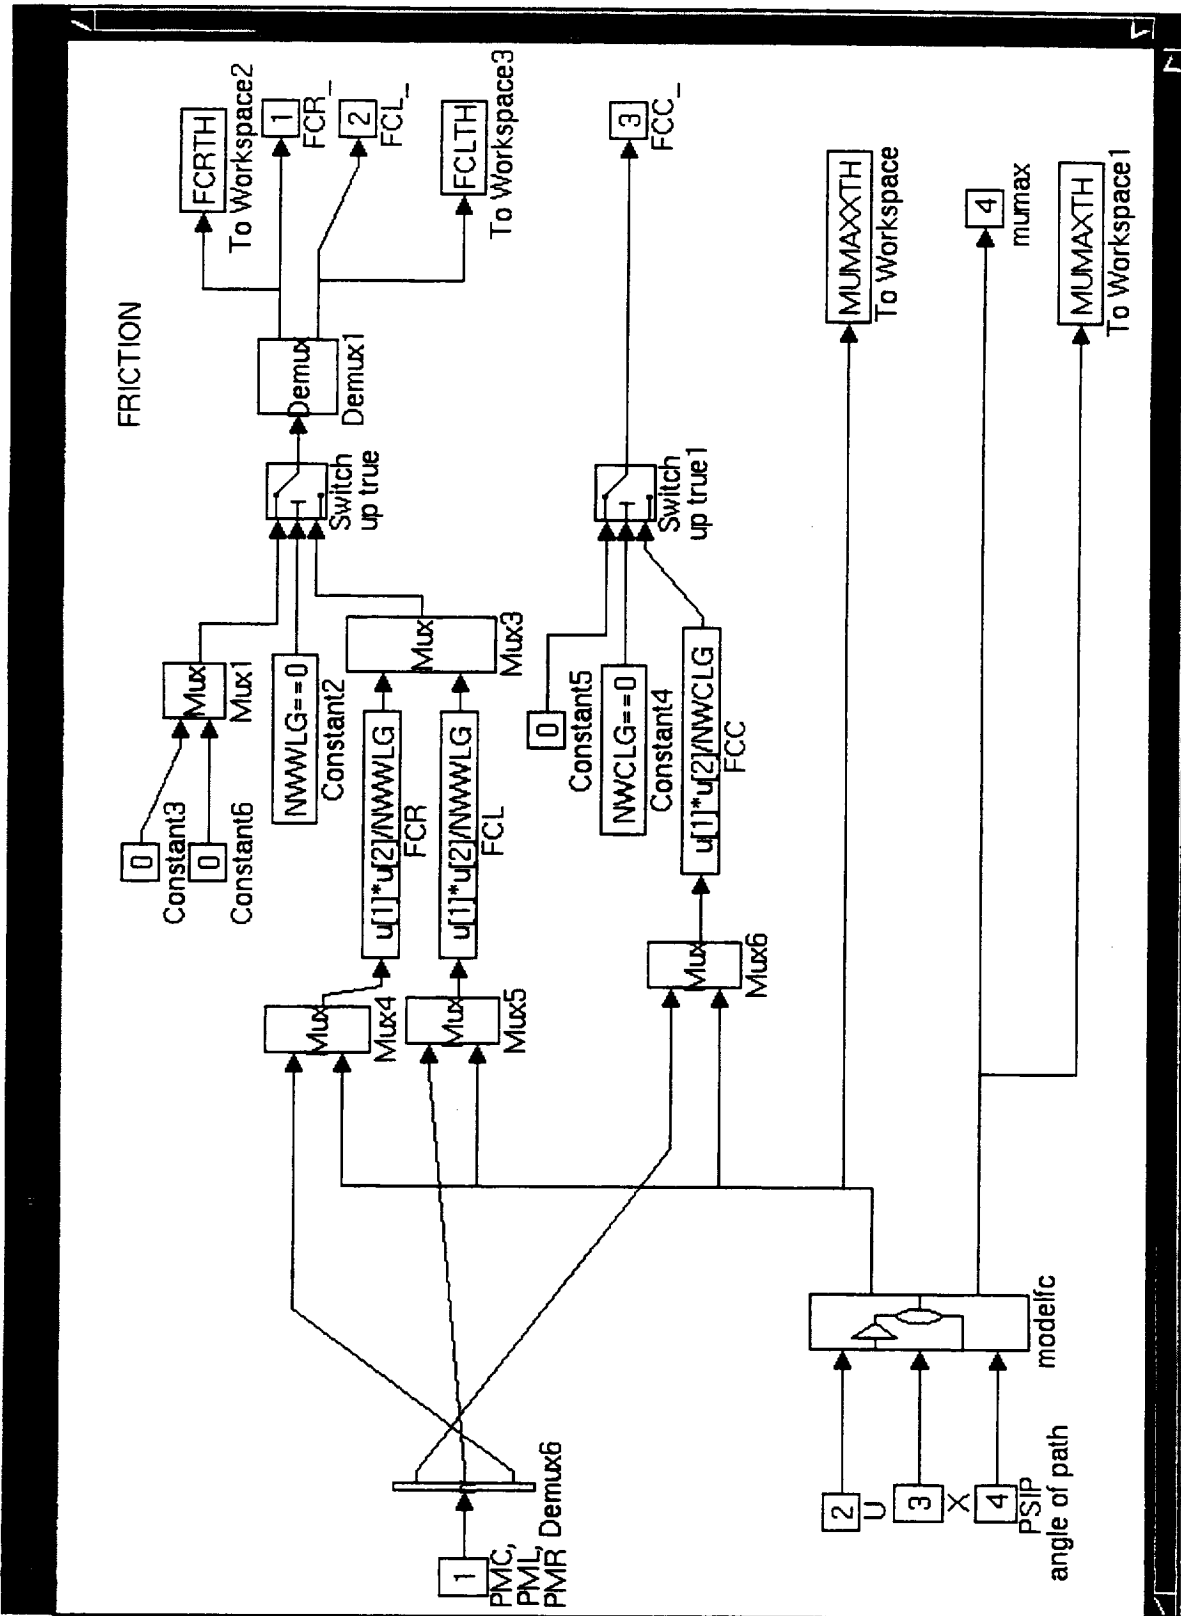 FRICTION
0
Constant3
0
Constant6
Mux
Mux1
NWWLG==0
Constant2
Switch
up true
Demux
Demux1
FCRTH
To Workspace2
1
FCR_
2
FCL_
FCLTH
To Workspace3
Mux
Mux4
u[1]*u[2]/NWWLG
FCR
Mux
Mux3
Mux
Mux5
u[1]*u[2]/NWWLG
FCL
1
PMC,
PML,
PMR
Demux6
0
Constant5
NWCLG==0
Constant4
Switch
up true1
3
FCC_
Mux
Mux6
u[1]*u[2]/NWCLG
FCC
2
U
3
X
4
PSIP
angle of path
modelfc
MUMAXXTH
To Workspace
4
mumax
MUMAXTH
To Workspace1